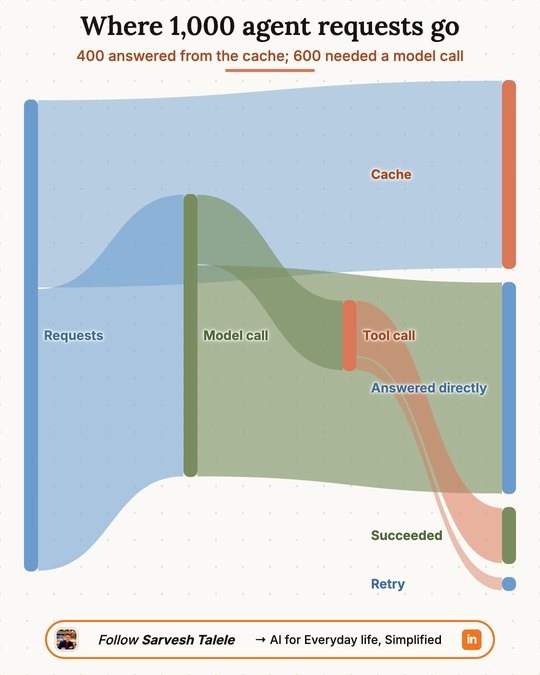 Where 1,000 agent requests go
400 answered from the cache; 600 needed a model call
Cache
Requests
Model call
Tool call
Answered directly
Succeeded
Retry
Follow Sarvesh Talele → AI for Everyday life, Simplified in